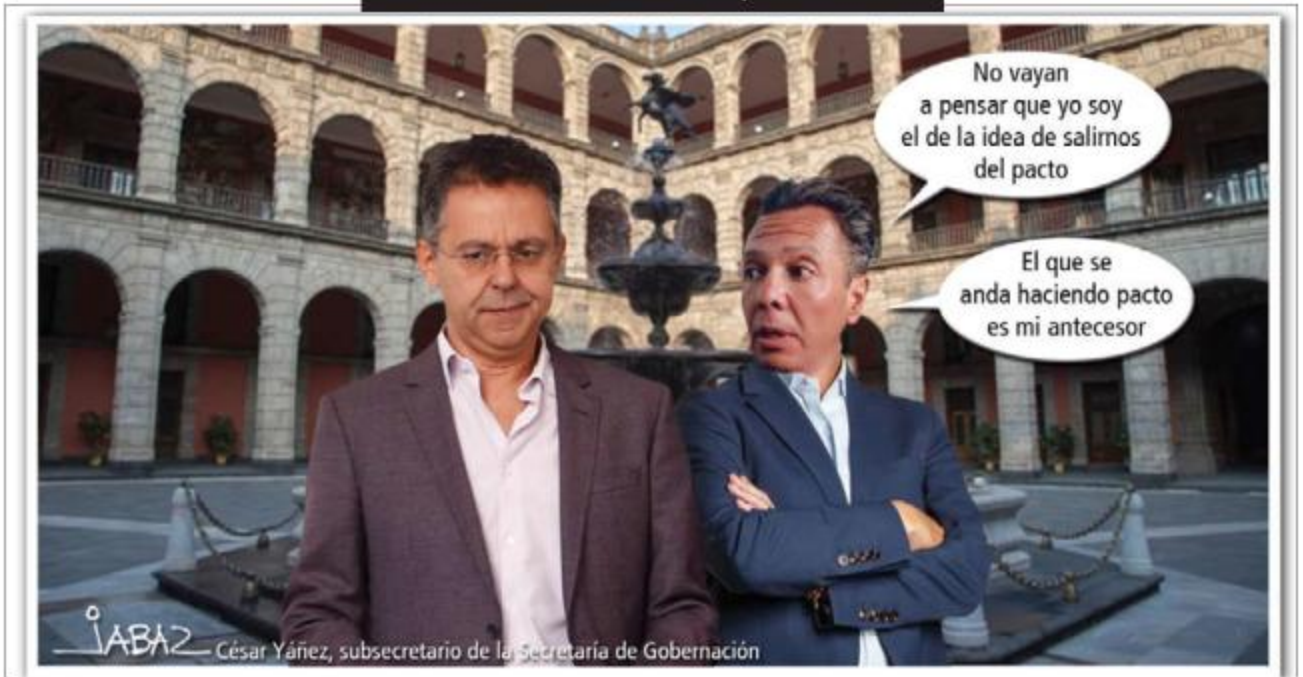 No vayan
a pensar que yo soy
el de la idea de salirnos
del pacto
El que se
anda haciendo pacto
es mi antecesor
JABAZ
César Yáñez, subsecretario de la Secretaría de Gobernación